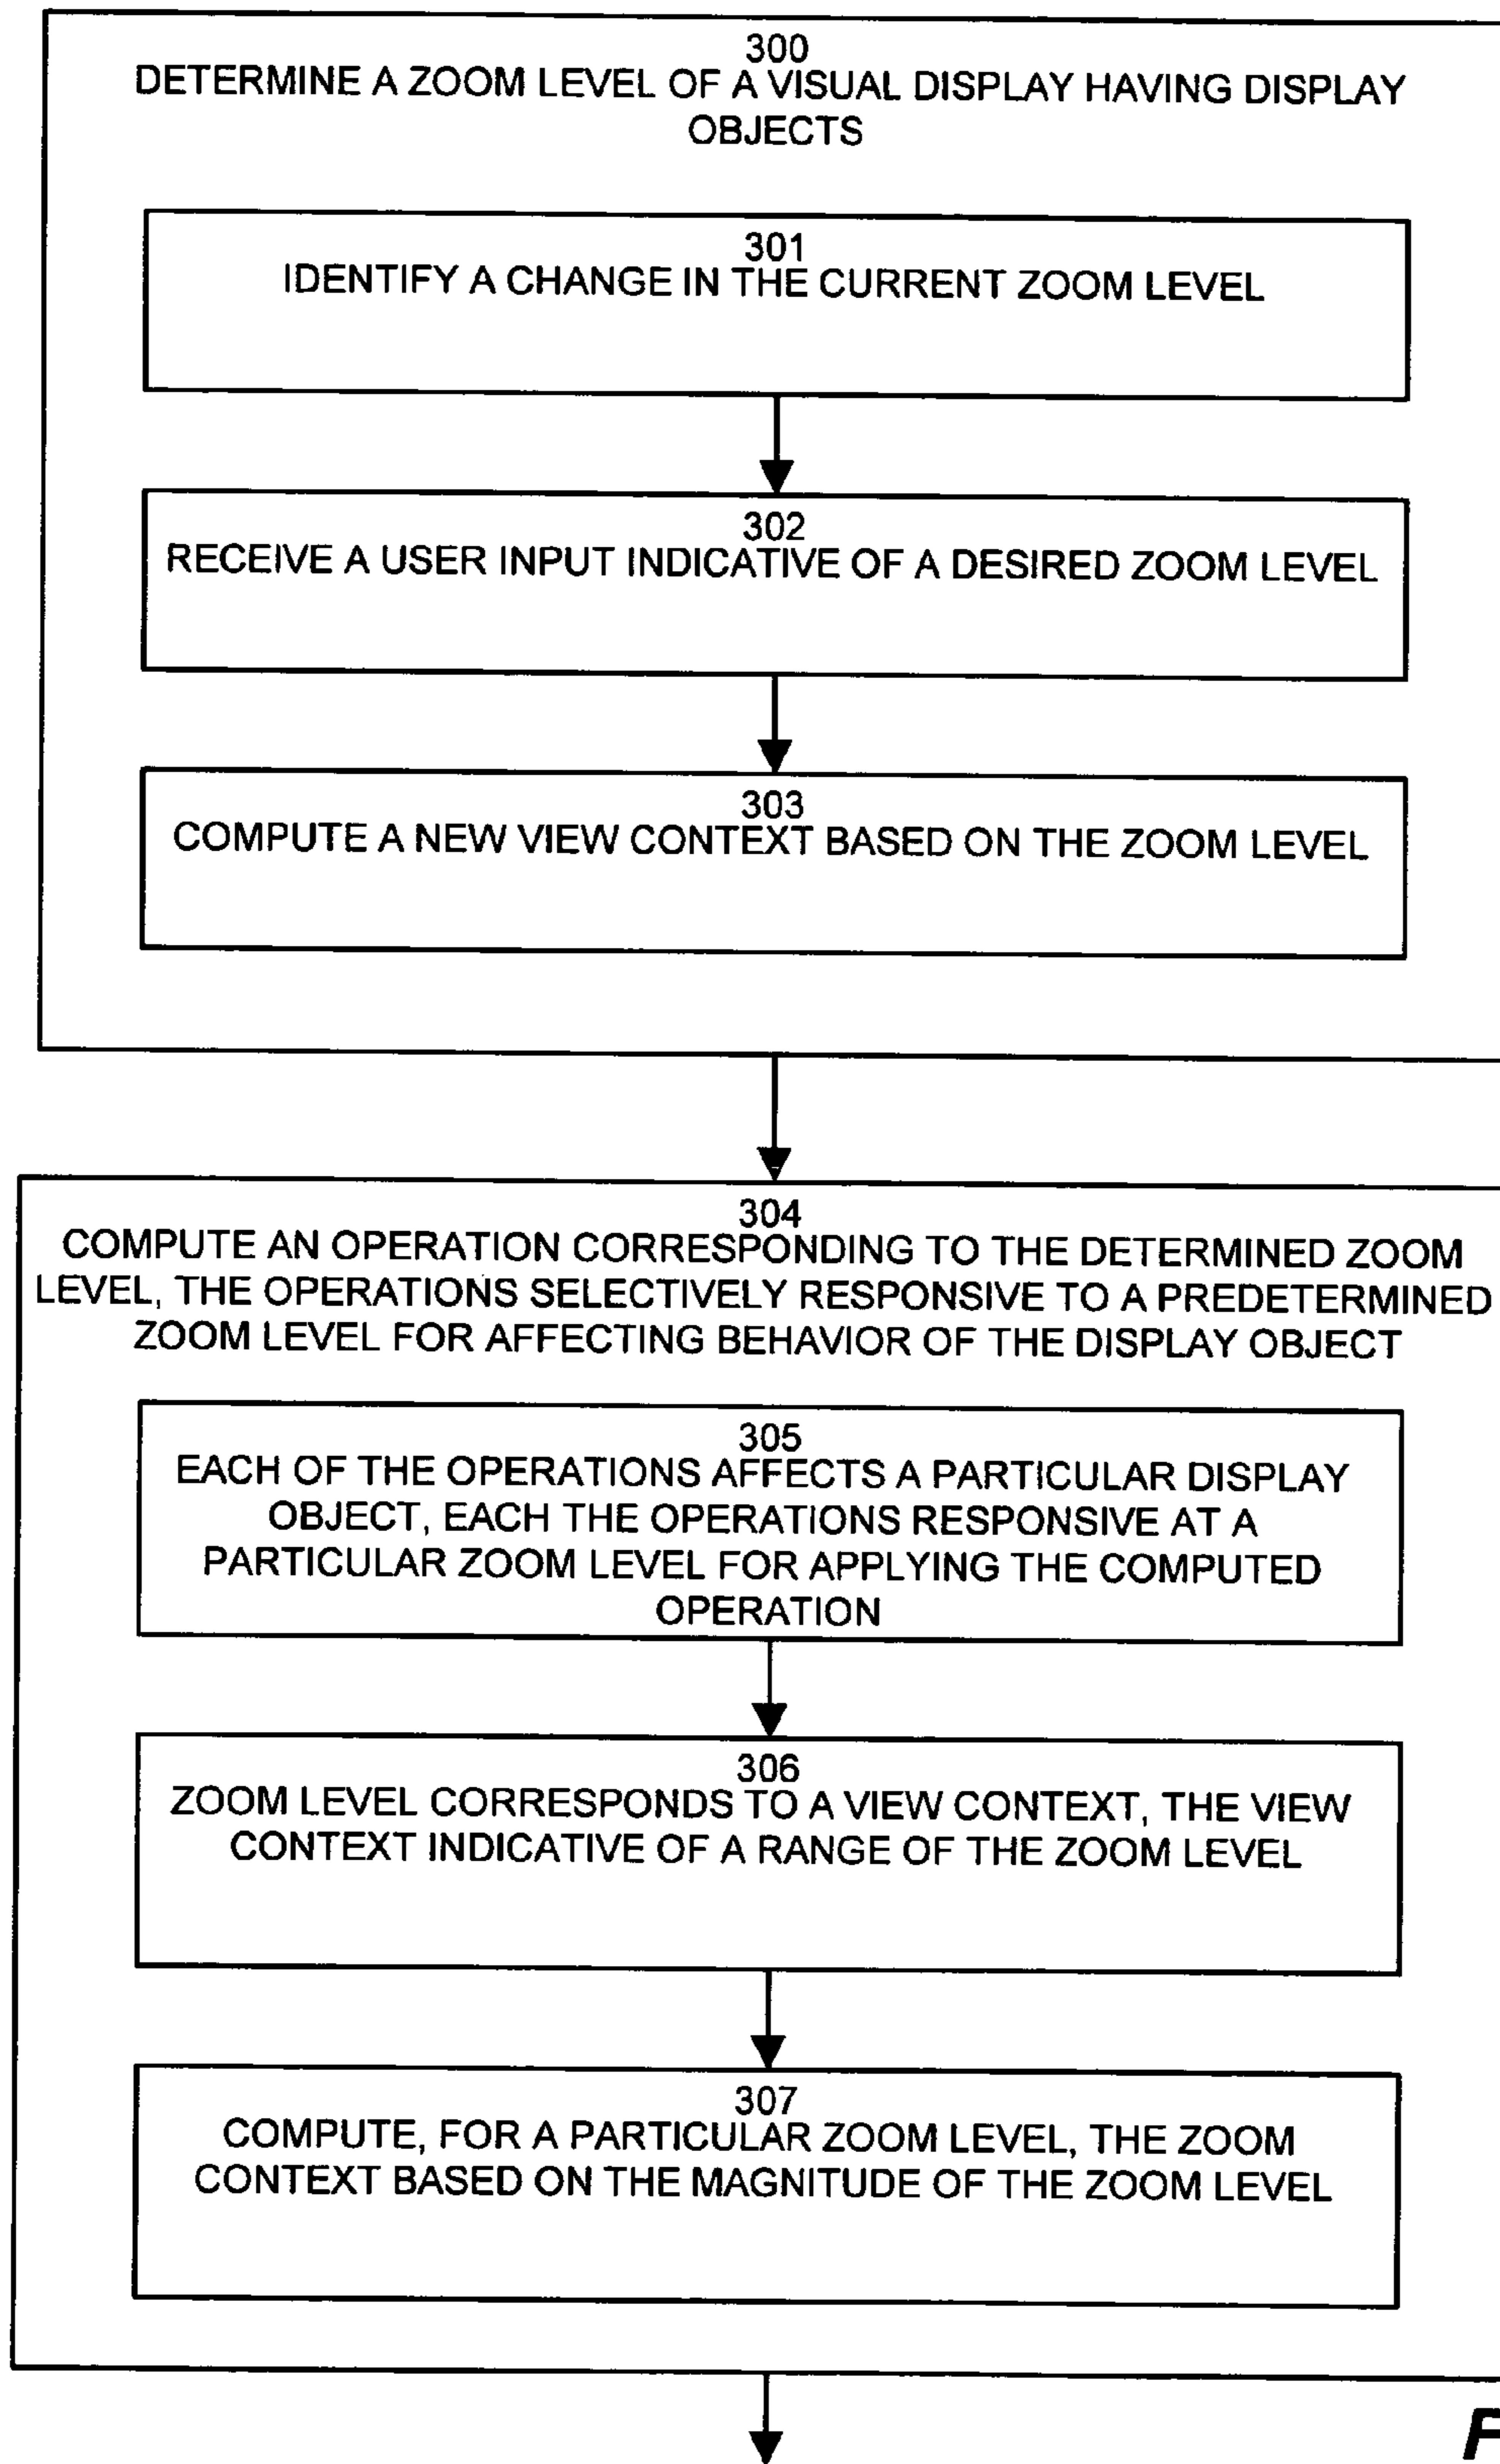 300
DETERMINE A ZOOM LEVEL OF A VISUAL DISPLAY HAVING DISPLAY
OBJECTS
301
IDENTIFY A CHANGE IN THE CURRENT ZOOM LEVEL
302
RECEIVE A USER INPUT INDICATIVE OF A DESIRED ZOOM LEVEL
303
COMPUTE A NEW VIEW CONTEXT BASED ON THE ZOOM LEVEL
304
COMPUTE AN OPERATION CORRESPONDING TO THE DETERMINED ZOOM
LEVEL, THE OPERATIONS SELECTIVELY RESPONSIVE TO A PREDETERMINED
ZOOM LEVEL FOR AFFECTING BEHAVIOR OF THE DISPLAY OBJECT
305
EACH OF THE OPERATIONS AFFECTS A PARTICULAR DISPLAY
OBJECT, EACH THE OPERATIONS RESPONSIVE AT A
PARTICULAR ZOOM LEVEL FOR APPLYING THE COMPUTED
OPERATION
306
ZOOM LEVEL CORRESPONDS TO A VIEW CONTEXT, THE VIEW
CONTEXT INDICATIVE OF A RANGE OF THE ZOOM LEVEL
307
COMPUTE, FOR A PARTICULAR ZOOM LEVEL, THE ZOOM
CONTEXT BASED ON THE MAGNITUDE OF THE ZOOM LEVEL